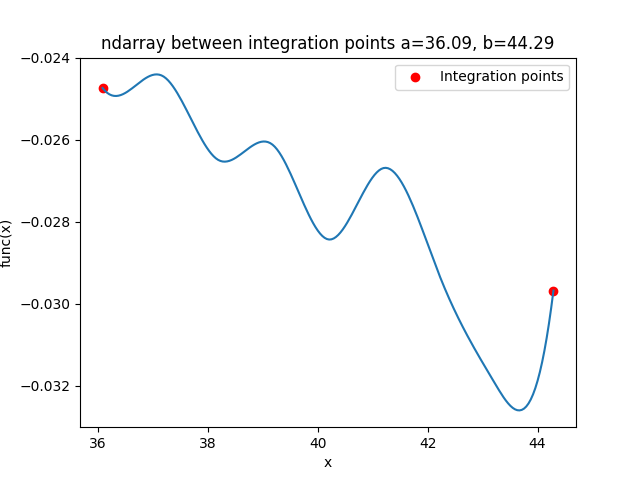 ndarray between integration points a=36.09, b=44.29
Integration points
−0.024
−0.026
−0.028
−0.030
−0.032
func(x)
36
38
40
42
44
x